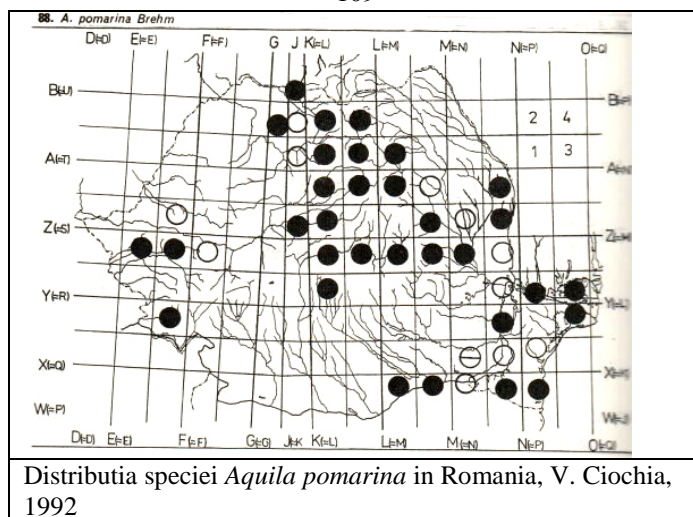 88. A. pomarina Brehm
D(=D) E(=E) F(=F) G J K(=L) L(=M) M(=N) N(=P) O(=Q)
B(=U)
2 4
1 3
A(=T)
Z(=S)
Y(=R)
X(=Q)
W(=P)
D(=D) E(=E) F(=F) G(=G) J(=K K(=L) L(=M) M(=N) N(=P) O(=Q)
Distributia speciei Aquila pomarina in Romania, V. Ciochia,
1992